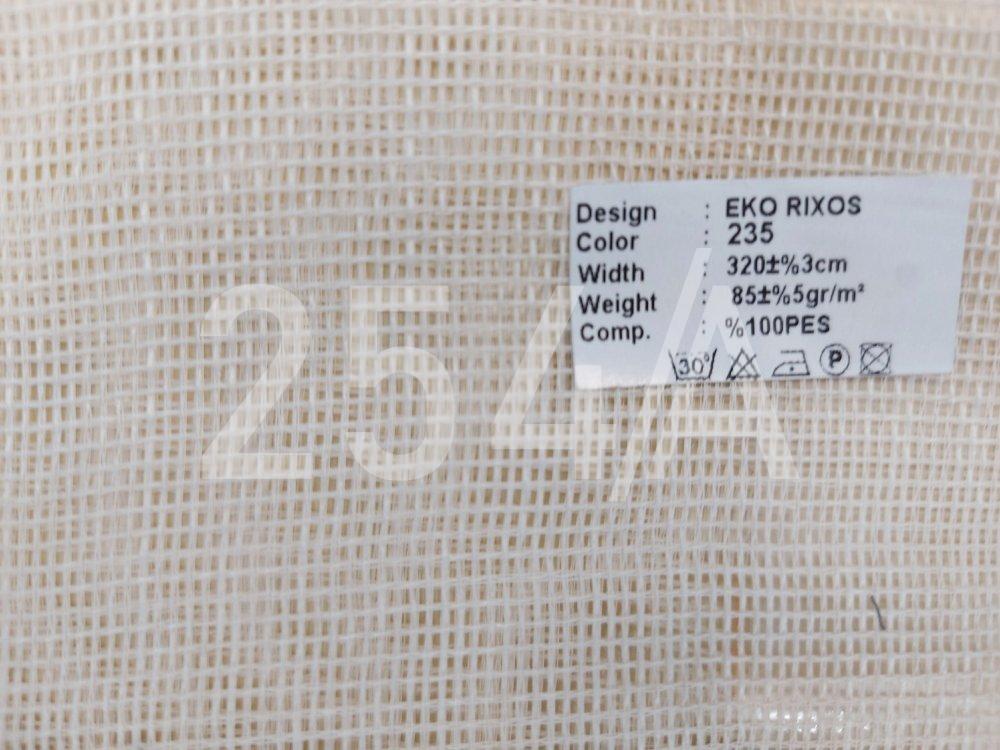 Design : EKO RIXOS
Color : 235
Width : 320±%3cm
Weight : 85±%5gr/m²
Comp. : %100PES
30° P
254/A